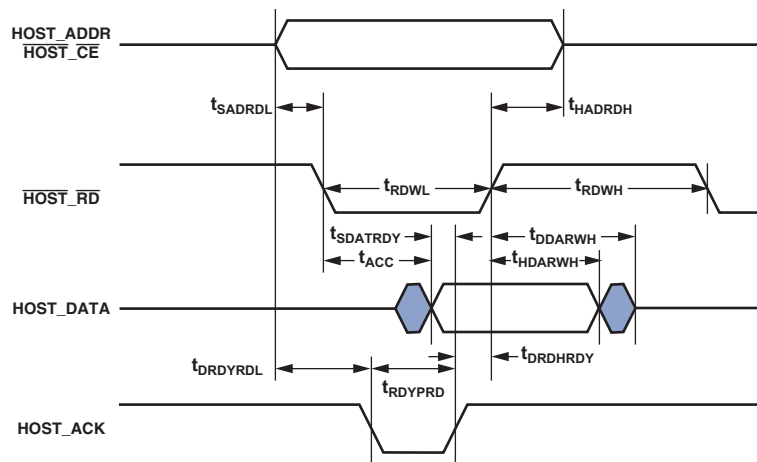 HOST_ADDR
HOST_CE
tSADRDL
tHADRDH
HOST_RD
tRDWL
tRDWH
tSDATRDY
tDDARWH
tACC
tHDARWH
HOST_DATA
tDRDYRDL
tRDYPRD
tDRDHRDY
HOST_ACK